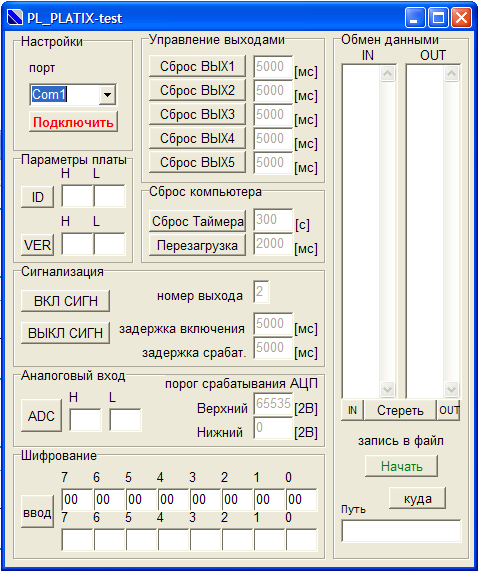 PL_PLATIX-test
Настройки
порт
Com1
Подключить
Управление выходами
Сброс ВЫХ1 5000 [мс]
Сброс ВЫХ2 5000 [мс]
Сброс ВЫХ3 5000 [мс]
Сброс ВЫХ4 5000 [мс]
Сброс ВЫХ5 5000 [мс]
Параметры платы
H L
ID
H L
VER
Сброс компьютера
Сброс Таймера 300 [с]
Перезагрузка 2000 [мс]
Сигнализация
ВКЛ СИГН
ВЫКЛ СИГН
номер выхода 2
задержка включения 5000 [мс]
задержка срабат. 5000 [мс]
Аналоговый вход
H L
ADC
порог срабатывания АЦП
Верхний 65535 [2B]
Нижний 0 [2B]
Шифрование
7 6 5 4 3 2 1 0
ввод 00 00 00 00 00 00 00 00
7 6 5 4 3 2 1 0
Обмен данными
IN OUT
IN Стереть OUT
запись в файл
Начать
куда
Путь